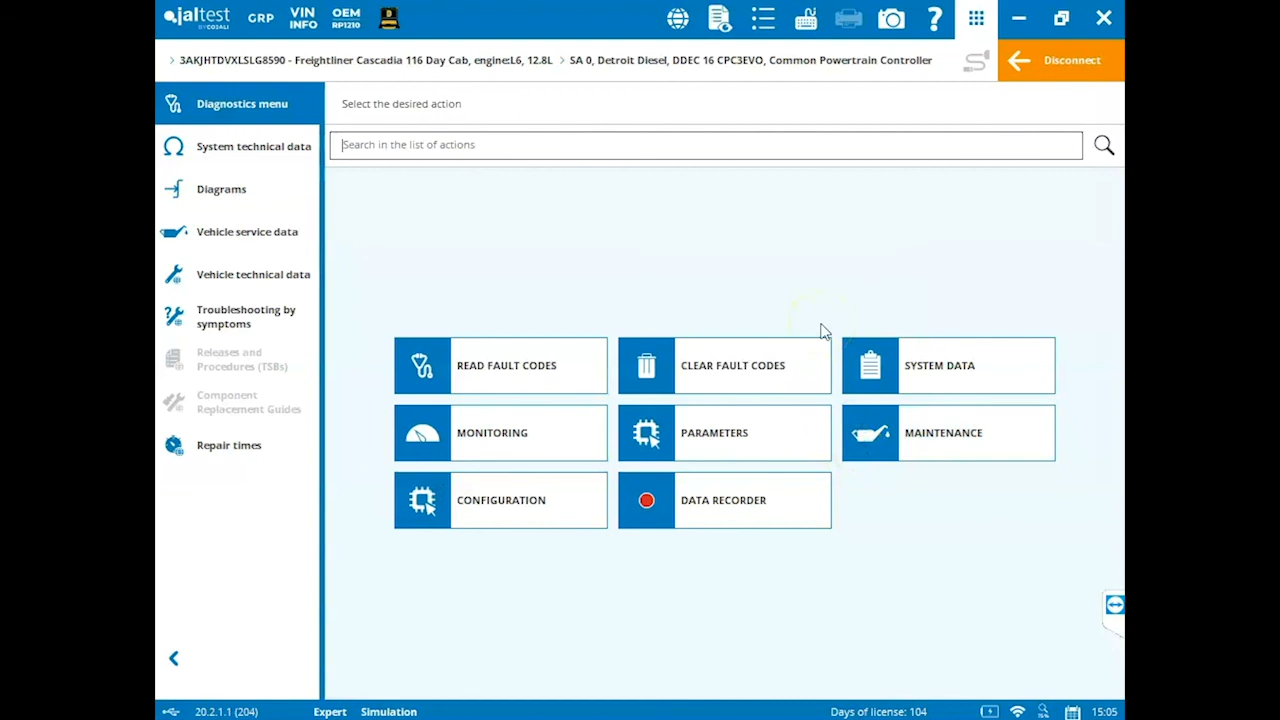 jaltest
BY COJALI
GRP
VIN
INFO
OEM
RP1210
D
?
3AKJHTDVXLSLG8590 - Freightliner Cascadia 116 Day Cab, engine:L6, 12.8L > SA 0, Detroit Diesel, DDEC 16 CPC3EVO, Common Powertrain Controller
Disconnect
Diagnostics menu
Select the desired action
System technical data
Search in the list of actions
Diagrams
Vehicle service data
Vehicle technical data
Troubleshooting by
symptoms
Releases and
Procedures (TSBs)
Component
Replacement Guides
Repair times
READ FAULT CODES
CLEAR FAULT CODES
SYSTEM DATA
MONITORING
PARAMETERS
MAINTENANCE
CONFIGURATION
DATA RECORDER
20.2.1.1 (204)
Expert
Simulation
Days of license: 104
15:05